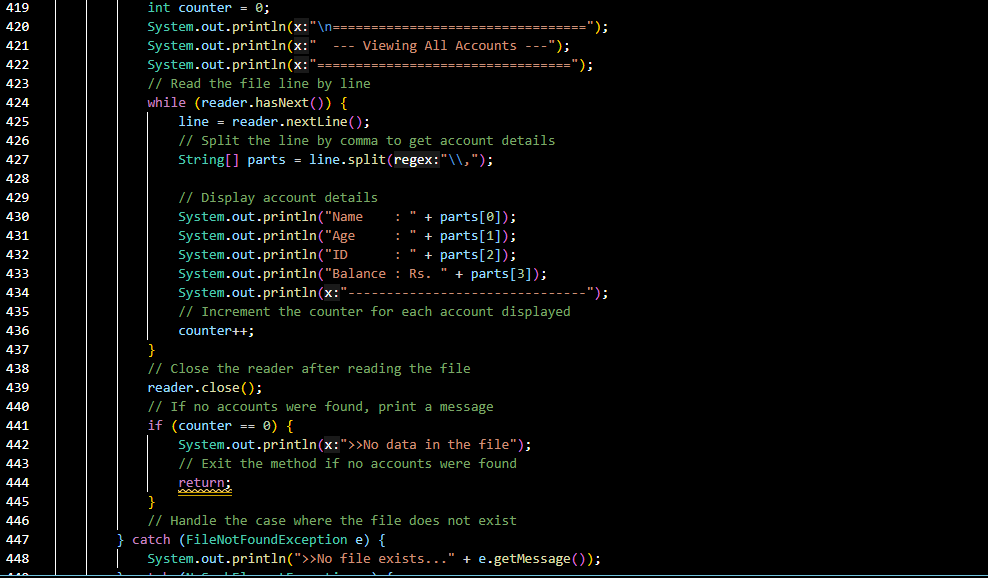 419 int counter = 0;
420 System.out.println(x:"\n=================================");
421 System.out.println(x:"  --- Viewing All Accounts ---");
422 System.out.println(x:"=================================");
423 // Read the file line by line
424 while (reader.hasNext()) {
425 line = reader.nextLine();
426 // Split the line by comma to get account details
427 String[] parts = line.split(regex:"\\,");
428
429 // Display account details
430 System.out.println("Name    : " + parts[0]);
431 System.out.println("Age     : " + parts[1]);
432 System.out.println("ID      : " + parts[2]);
433 System.out.println("Balance : Rs. " + parts[3]);
434 System.out.println(x:"-------------------------------");
435 // Increment the counter for each account displayed
436 counter++;
437 }
438 // Close the reader after reading the file
439 reader.close();
440 // If no accounts were found, print a message
441 if (counter == 0) {
442 System.out.println(x:">>No data in the file");
443 // Exit the method if no accounts were found
444 return;
445 }
446 // Handle the case where the file does not exist
447 } catch (FileNotFoundException e) {
448 System.out.println(">>No file exists..." + e.getMessage());